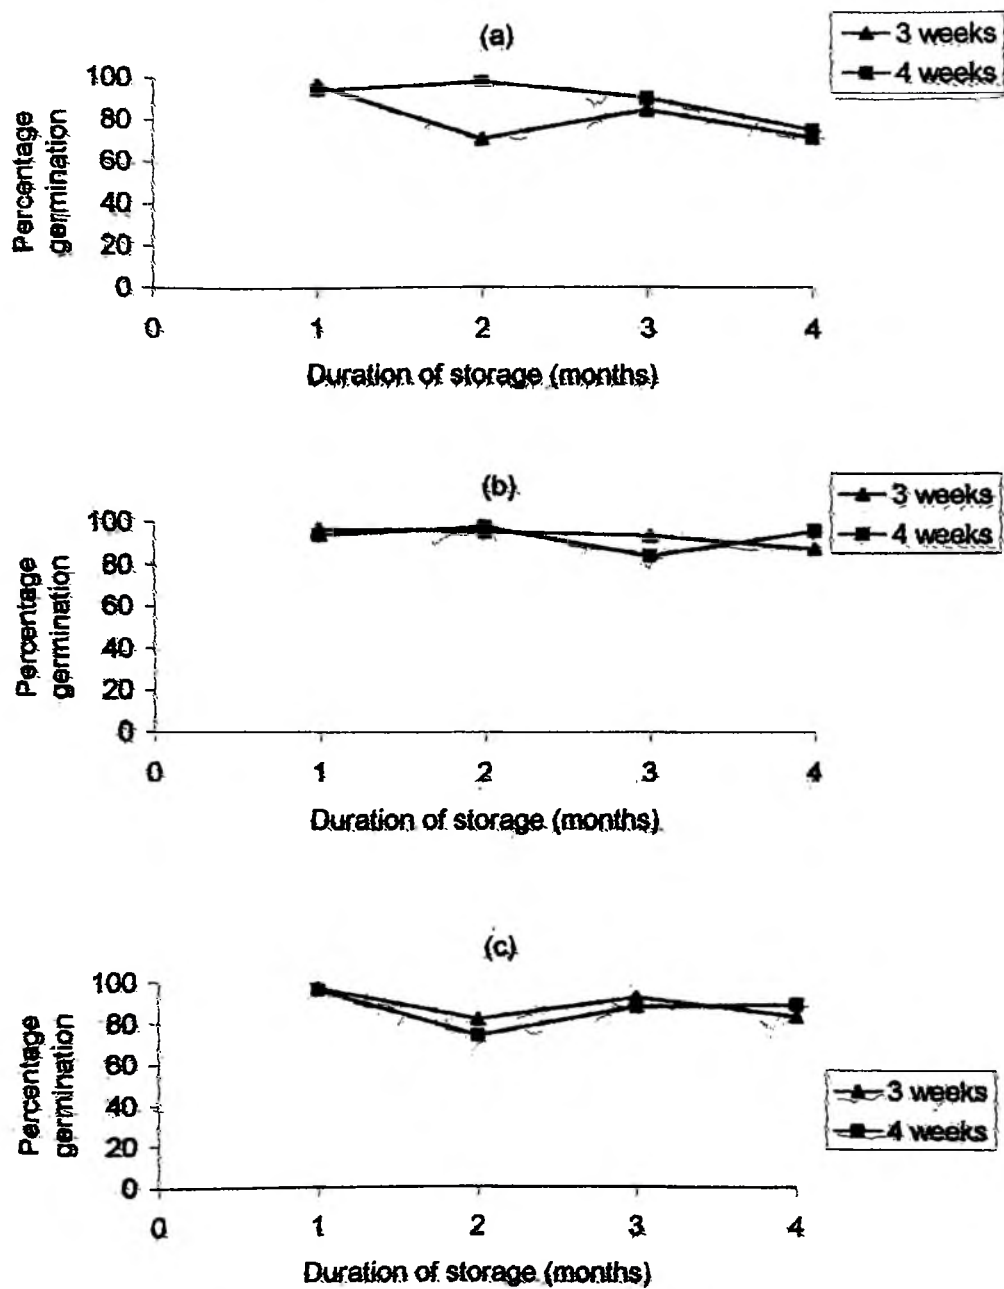 (a)
3 weeks
4 weeks
Percentage
germination
100
80
60
40
20
0
0 1 2 3 4
Duration of storage (months)
(b)
3 weeks
4 weeks
Percentage
germination
100
80
60
40
20
0
0 1 2 3 4
Duration of storage (months)
(c)
3 weeks
4 weeks
Percentage
germination
100
80
60
40
20
0
0 1 2 3 4
Duration of storage (months)